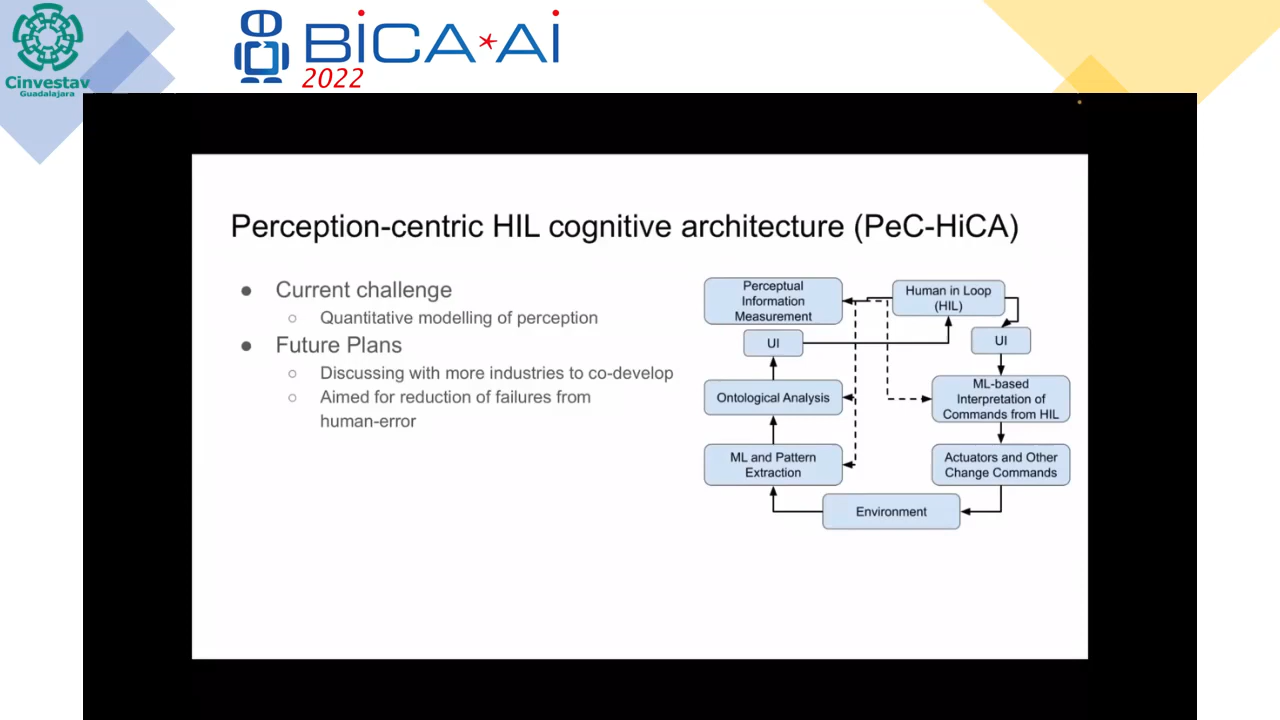 Cinvestav
Guadalajara
BiCA*Ai
2022
Perception-centric HIL cognitive architecture (PeC-HiCA)
● Current challenge
○ Quantitative modelling of perception
● Future Plans
○ Discussing with more industries to co-develop
○ Aimed for reduction of failures from
human-error
Perceptual
Information
Measurement
Human in Loop
(HIL)
UI
UI
Ontological Analysis
ML-based
Interpretation of
Commands from HIL
ML and Pattern
Extraction
Actuators and Other
Change Commands
Environment